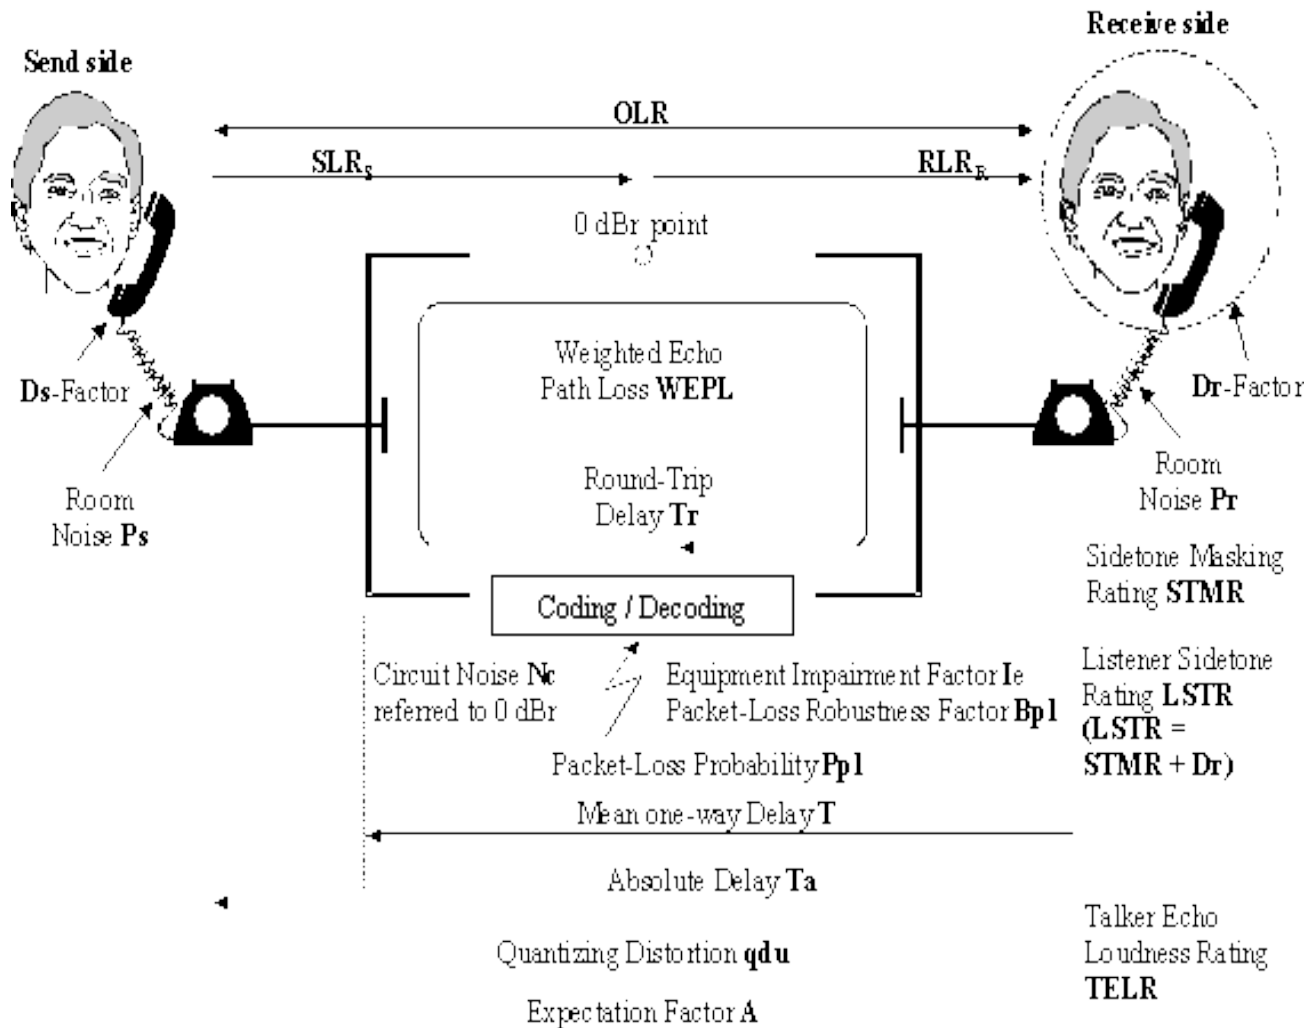 Receive side
Send side
OLR
SLRS
RLRR
0 dBr point
Weighted Echo
Path Loss WEPL
Ds-Factor
Dr-Factor
Round-Trip
Delay Tr
Room
Noise Ps
Room
Noise Pr
Sidetone Masking
Rating STMR
Coding / Decoding
Circuit Noise Nc
referred to 0 dBr
Equipment Impairment Factor Ie
Packet-Loss Robustness Factor Bpl
Listener Sidetone
Rating LSTR
(LSTR =
STMR + Dr)
Packet-Loss Probability Ppl
Mean one-way Delay T
Absolute Delay Ta
Quantizing Distortion qdu
Expectation Factor A
Talker Echo
Loudness Rating
TELR